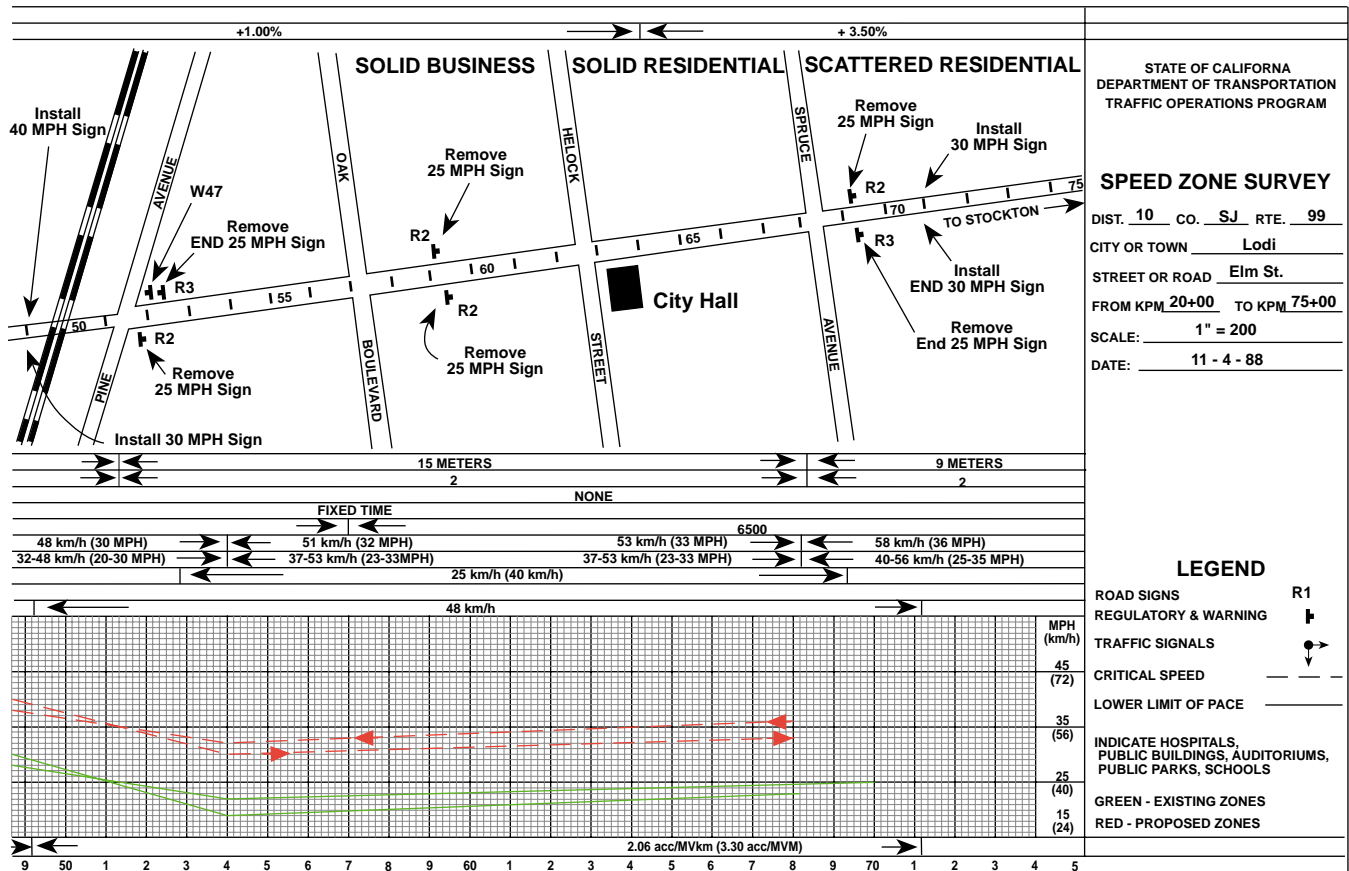 +1.00%
+ 3.50%
SOLID BUSINESS
SOLID RESIDENTIAL
SCATTERED RESIDENTIAL
Install
40 MPH Sign
AVENUE
W47
Remove
END 25 MPH Sign
R3
R2
Remove
25 MPH Sign
PINE
Install 30 MPH Sign
50
55
60
65
70
75
OAK
BOULEVARD
Remove
25 MPH Sign
R2
R2
Remove
25 MPH Sign
HELOCK
STREET
City Hall
SPRUCE
AVENUE
Remove
25 MPH Sign
R2
Install
30 MPH Sign
TO STOCKTON
R3
Install
END 30 MPH Sign
Remove
End 25 MPH Sign
15 METERS
9 METERS
2
2
NONE
FIXED TIME
6500
48 km/h (30 MPH)
51 km/h (32 MPH)
53 km/h (33 MPH)
58 km/h (36 MPH)
32-48 km/h (20-30 MPH)
37-53 km/h (23-33MPH)
37-53 km/h (23-33 MPH)
40-56 km/h (25-35 MPH)
25 km/h (40 km/h)
48 km/h
MPH
(km/h)
45
(72)
35
(56)
25
(40)
15
(24)
2.06 acc/MVkm (3.30 acc/MVM)
9 50 1 2 3 4 5 6 7 8 9 60 1 2 3 4 5 6 7 8 9 70 1 2 3 4 5
STATE OF CALIFORNA
DEPARTMENT OF TRANSPORTATION
TRAFFIC OPERATIONS PROGRAM
SPEED ZONE SURVEY
DIST. 10 CO. SJ RTE. 99
CITY OR TOWN Lodi
STREET OR ROAD Elm St.
FROM KPM 20+00 TO KPM 75+00
SCALE: 1" = 200
DATE: 11 - 4 - 88
LEGEND
ROAD SIGNS R1
REGULATORY & WARNING
TRAFFIC SIGNALS
CRITICAL SPEED
LOWER LIMIT OF PACE
INDICATE HOSPITALS,
PUBLIC BUILDINGS, AUDITORIUMS,
PUBLIC PARKS, SCHOOLS
GREEN - EXISTING ZONES
RED - PROPOSED ZONES